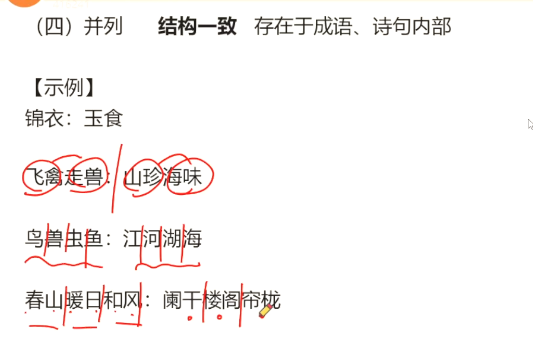 （四）并列 结构一致 存在于成语、诗句内部
【示例】
锦衣：玉食
飞禽走兽：山珍海味
鸟兽虫鱼：江河湖海
春山暖日和风：阑干楼阁帘栊